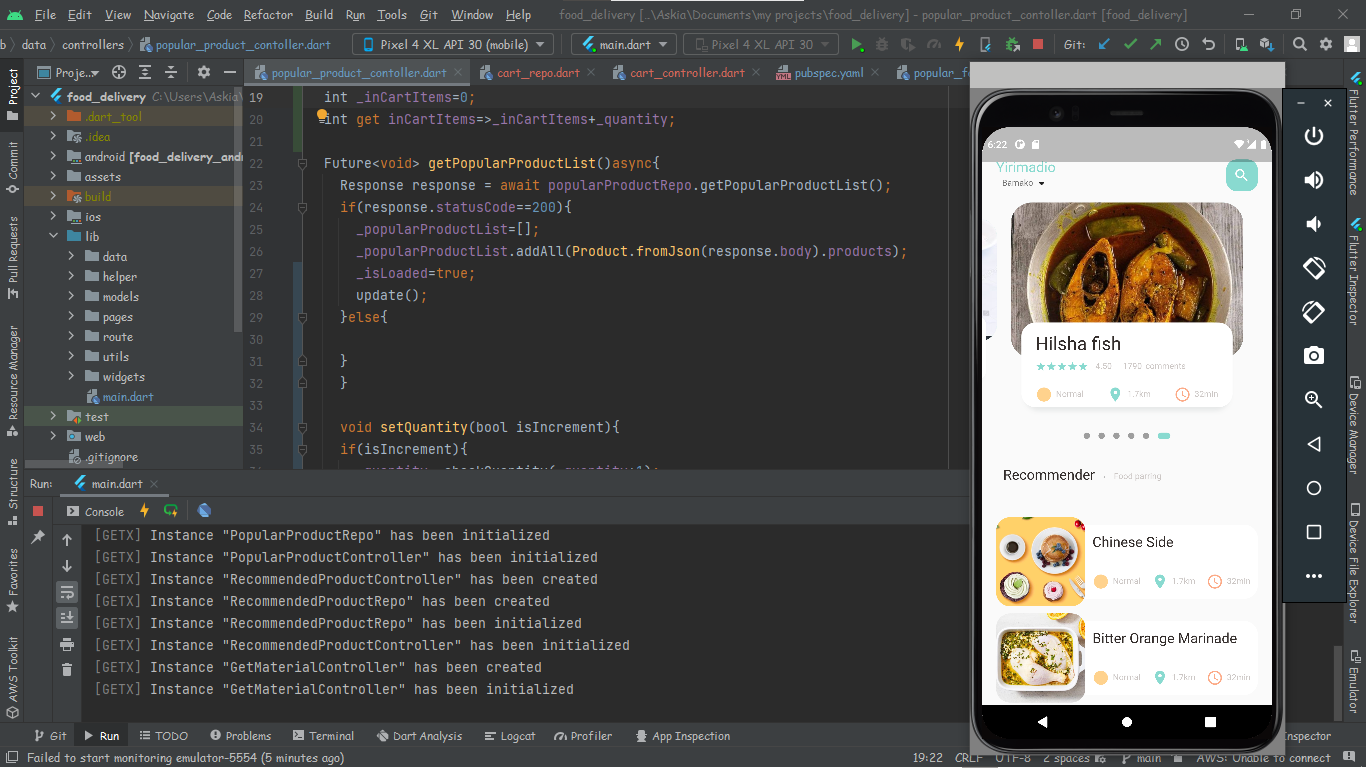 File Edit View Navigate Code Refactor Build Run Tools Git Window Help food_delivery [..\Askia\Documents\my projects\food_delivery] - popular_product_contoller.dart [food_delivery]
data controllers popular_product_contoller.dart Pixel 4 XL API 30 (mobile) main.dart Pixel 4 XL API 30 Git:
Proje... popular_product_contoller.dart cart_repo.dart cart_controller.dart pubspec.yaml
Project
Commit
Pull Requests
Resource Manager
Structure
Favorites
AWS Toolkit
food_delivery C:\Users\Askia\
.dart_tool
.idea
android [food_delivery_andr
assets
build
ios
lib
data
helper
models
pages
route
utils
widgets
main.dart
test
web
.gitignore
19 int _inCartItems=0;
20 int get inCartItems=>_inCartItems+_quantity;
21
22 Future<void> getPopularProductList()async{
23 Response response = await popularProductRepo.getPopularProductList();
24 if(response.statusCode==200){
25 _popularProductList=[];
26 _popularProductList.addAll(Product.fromJson(response.body).products);
27 _isLoaded=true;
28 update();
29 }else{
30
31 }
32 }
33
34 void setQuantity(bool isIncrement){
35 if(isIncrement){
Run: main.dart
Console
[GETX] Instance "PopularProductRepo" has been initialized
[GETX] Instance "PopularProductController" has been initialized
[GETX] Instance "RecommendedProductController" has been created
[GETX] Instance "RecommendedProductRepo" has been created
[GETX] Instance "RecommendedProductRepo" has been initialized
[GETX] Instance "RecommendedProductController" has been initialized
[GETX] Instance "GetMaterialController" has been created
[GETX] Instance "GetMaterialController" has been initialized
6:22
Yirimadio
Bamako
Hilsha fish
4.50 1790 comments
Normal 1.7km 32min
Recommender . Food parring
Chinese Side
Normal 1.7km 32min
Bitter Orange Marinade
Normal 1.7km 32min
Flutter Performance
Flutter Inspector
Device Manager
Device File Explorer
Emulator
Git Run TODO Problems Terminal Dart Analysis Logcat Profiler App Inspection Inspector
Failed to start monitoring emulator-5554 (5 minutes ago) 19:22 CRLF UTF-8 2 spaces main AWS: Unable to connect